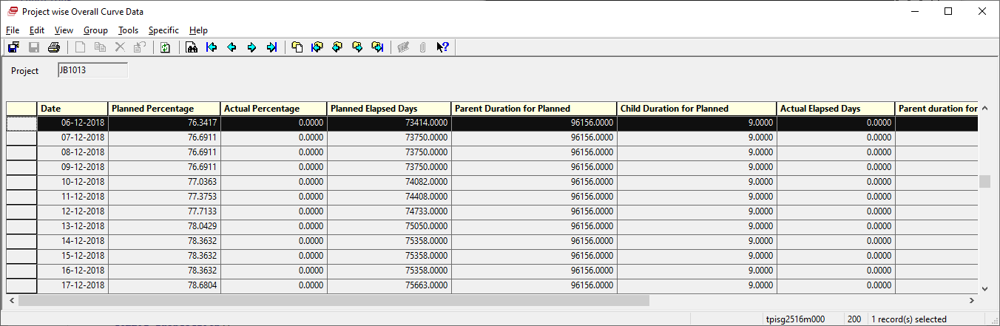 Project wise Overall Curve Data
File Edit View Group Tools Specific Help
Project JB1013
Date Planned Percentage Actual Percentage Planned Elapsed Days Parent Duration for Planned Child Duration for Planned Actual Elapsed Days Parent duration for
06-12-2018 76.3417 0.0000 73414.0000 96156.0000 9.0000 0.0000
07-12-2018 76.6911 0.0000 73750.0000 96156.0000 9.0000 0.0000
08-12-2018 76.6911 0.0000 73750.0000 96156.0000 9.0000 0.0000
09-12-2018 76.6911 0.0000 73750.0000 96156.0000 9.0000 0.0000
10-12-2018 77.0363 0.0000 74082.0000 96156.0000 9.0000 0.0000
11-12-2018 77.3753 0.0000 74408.0000 96156.0000 9.0000 0.0000
12-12-2018 77.7133 0.0000 74733.0000 96156.0000 9.0000 0.0000
13-12-2018 78.0429 0.0000 75050.0000 96156.0000 9.0000 0.0000
14-12-2018 78.3632 0.0000 75358.0000 96156.0000 9.0000 0.0000
15-12-2018 78.3632 0.0000 75358.0000 96156.0000 9.0000 0.0000
16-12-2018 78.3632 0.0000 75358.0000 96156.0000 9.0000 0.0000
17-12-2018 78.6804 0.0000 75663.0000 96156.0000 9.0000 0.0000
tpisg2516m000 200 1 record(s) selected